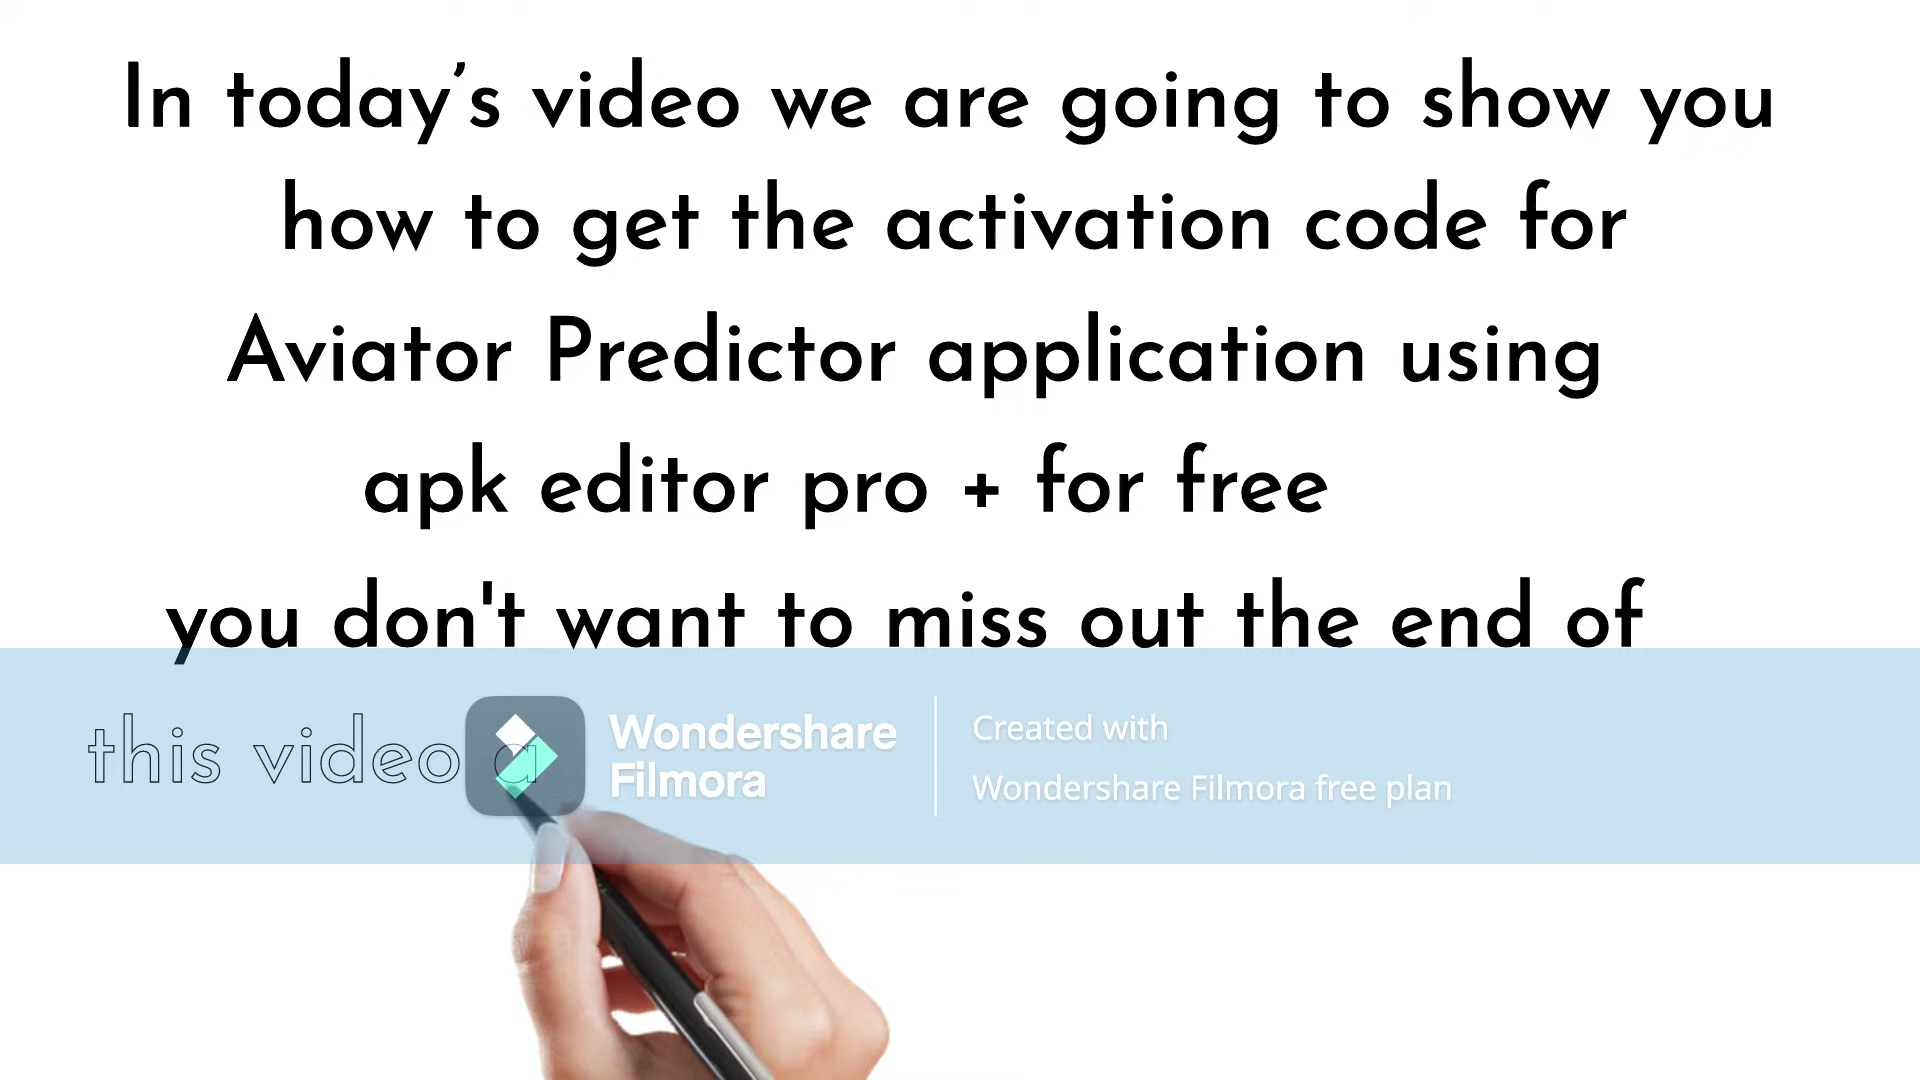 In today’s video we are going to show you
how to get the activation code for
Aviator Predictor application using
apk editor pro + for free
you don't want to miss out the end of
this video a
Wondershare
Filmora
Created with
Wondershare Filmora free plan